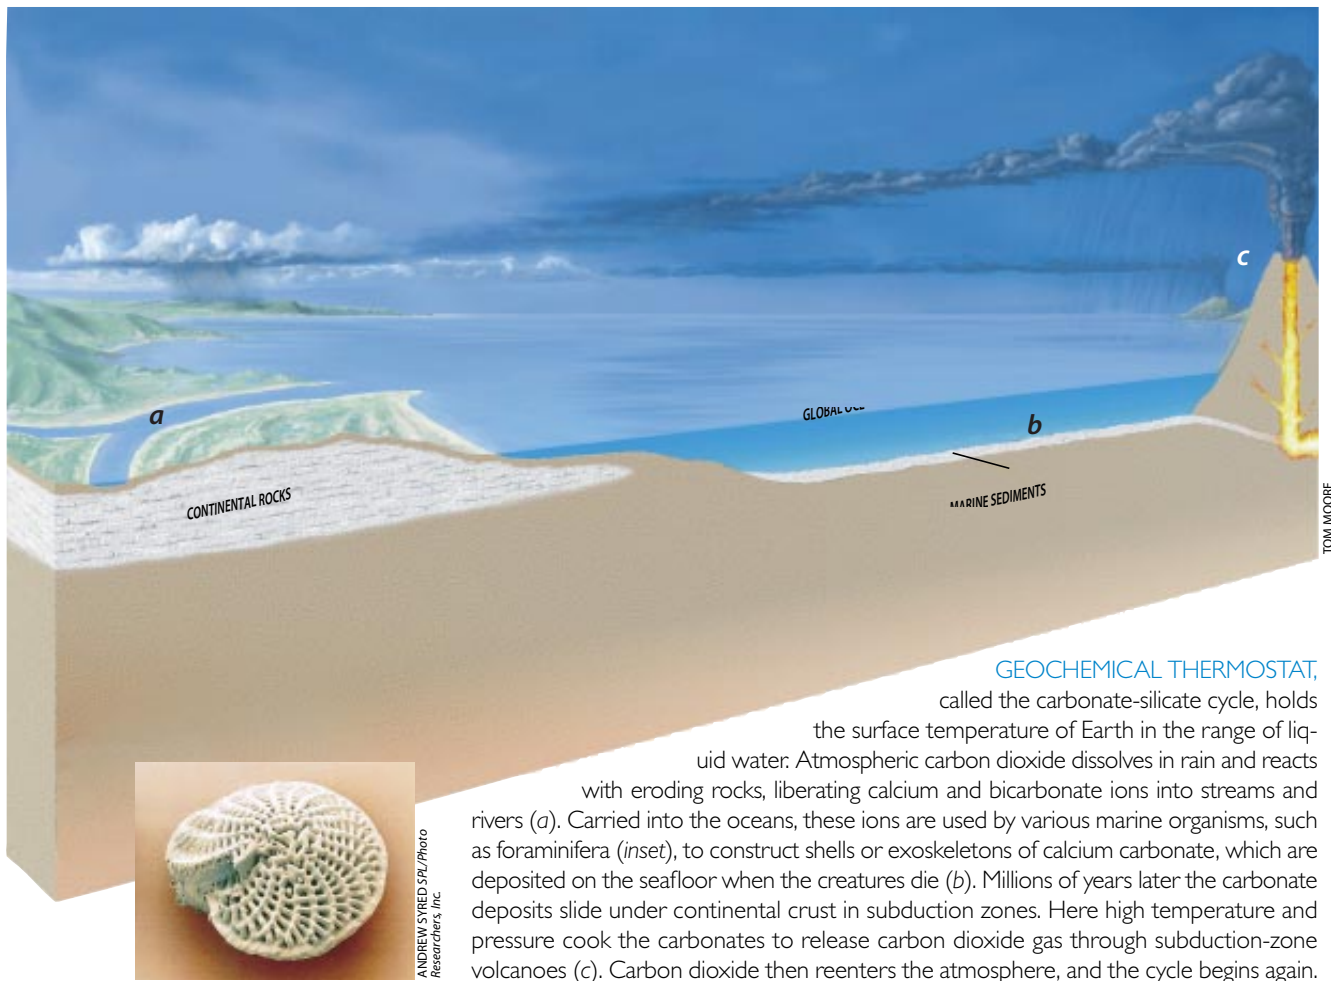 c
a
GLOBAL
b
CONTINENTAL ROCKS
MARINE SEDIMENTS
TOM MOORE
GEOCHEMICAL THERMOSTAT,
called the carbonate-silicate cycle, holds
the surface temperature of Earth in the range of liq-
uid water. Atmospheric carbon dioxide dissolves in rain and reacts
with eroding rocks, liberating calcium and bicarbonate ions into streams and
rivers (a). Carried into the oceans, these ions are used by various marine organisms, such
as foraminifera (inset), to construct shells or exoskeletons of calcium carbonate, which are
deposited on the seafloor when the creatures die (b). Millions of years later the carbonate
deposits slide under continental crust in subduction zones. Here high temperature and
pressure cook the carbonates to release carbon dioxide gas through subduction-zone
volcanoes (c). Carbon dioxide then reenters the atmosphere, and the cycle begins again.
ANDREW SYRED SPL/Photo
Researchers, Inc.